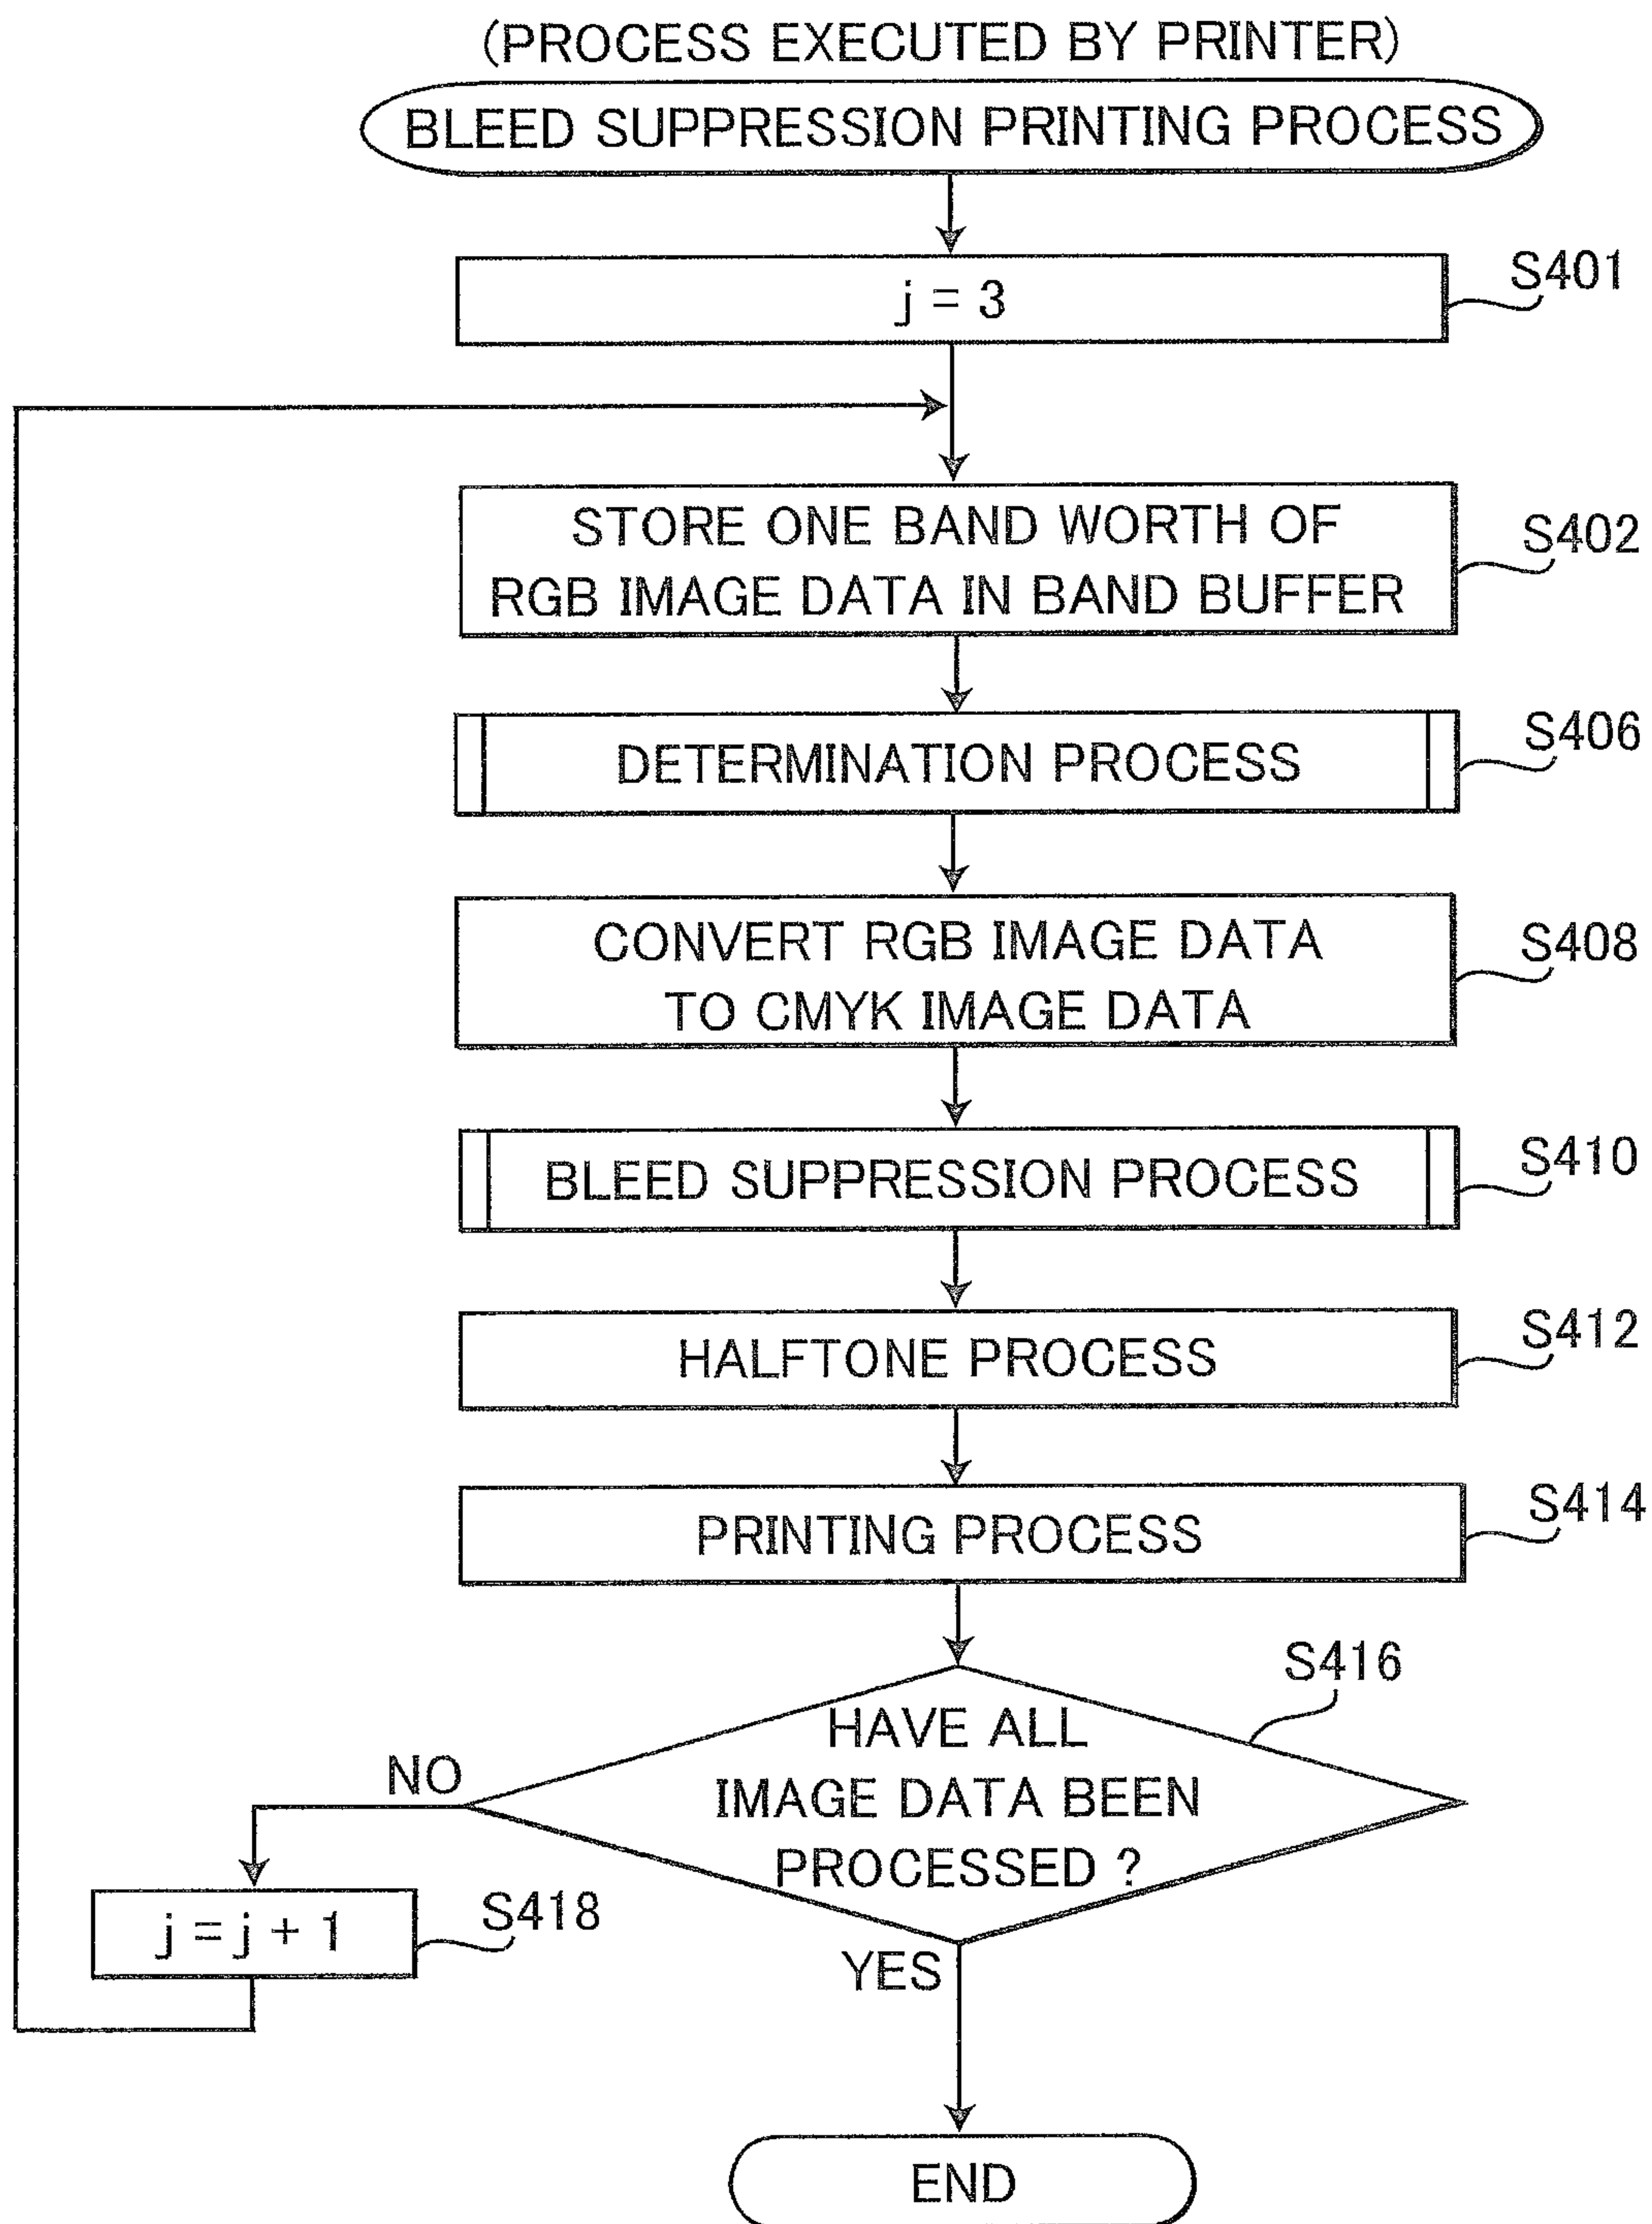 (PROCESS EXECUTED BY PRINTER)
BLEED SUPPRESSION PRINTING PROCESS
j = 3
S401
STORE ONE BAND WORTH OF
RGB IMAGE DATA IN BAND BUFFER
S402
DETERMINATION PROCESS
S406
CONVERT RGB IMAGE DATA
TO CMYK IMAGE DATA
S408
BLEED SUPPRESSION PROCESS
S410
HALFTONE PROCESS
S412
PRINTING PROCESS
S414
S416
HAVE ALL
IMAGE DATA BEEN
PROCESSED ?
NO
j = j + 1
S418
YES
END